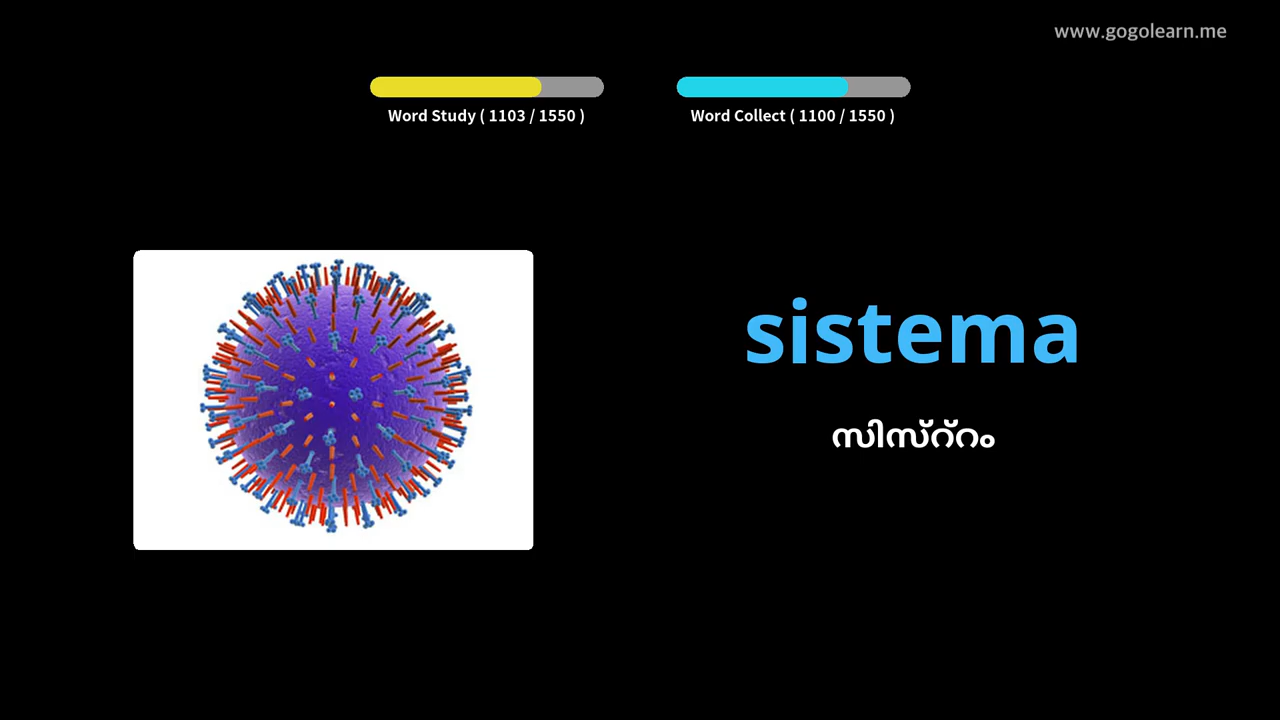 www.gogolearn.me
Word Study ( 1103 / 1550 )
Word Collect ( 1100 / 1550 )
sistema
സിസ്റ്റം